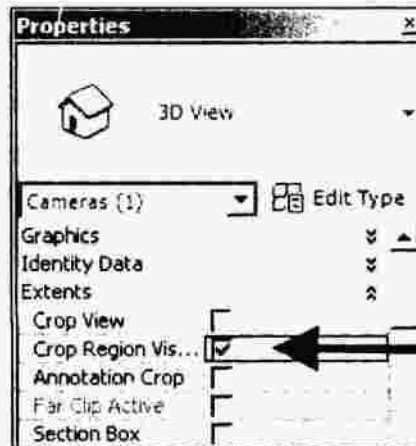 Properties
3D View
Cameras (1)
Edit Type
Graphics
Identity Data
Extents
Crop View
Crop Region Vis...
Annotation Crop
Far Clip Active
Section Box